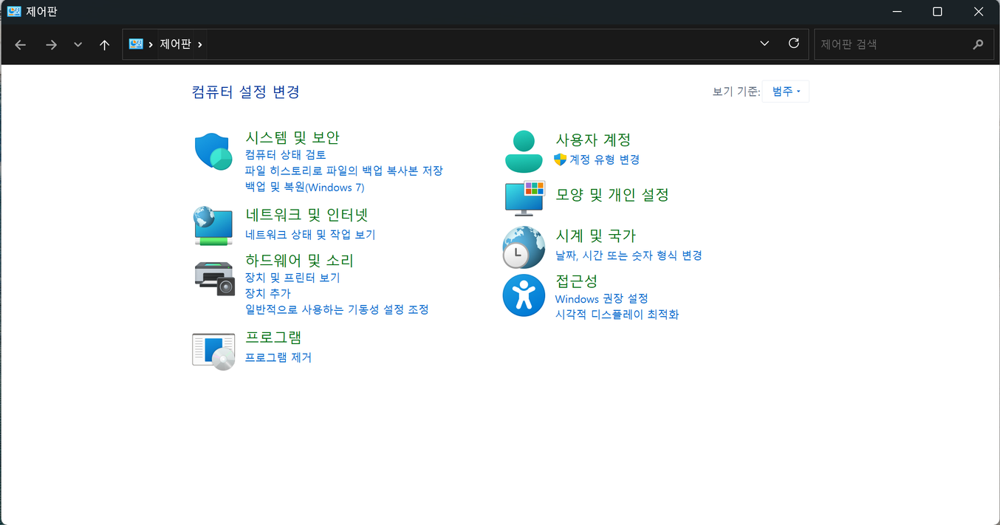 제어판
제어판
제어판 검색
컴퓨터 설정 변경
보기 기준: 범주
시스템 및 보안
컴퓨터 상태 검토
파일 히스토리로 파일의 백업 복사본 저장
백업 및 복원(Windows 7)
네트워크 및 인터넷
네트워크 상태 및 작업 보기
하드웨어 및 소리
장치 및 프린터 보기
장치 추가
일반적으로 사용하는 기동성 설정 조정
프로그램
프로그램 제거
사용자 계정
계정 유형 변경
모양 및 개인 설정
시계 및 국가
날짜, 시간 또는 숫자 형식 변경
접근성
Windows 권장 설정
시각적 디스플레이 최적화